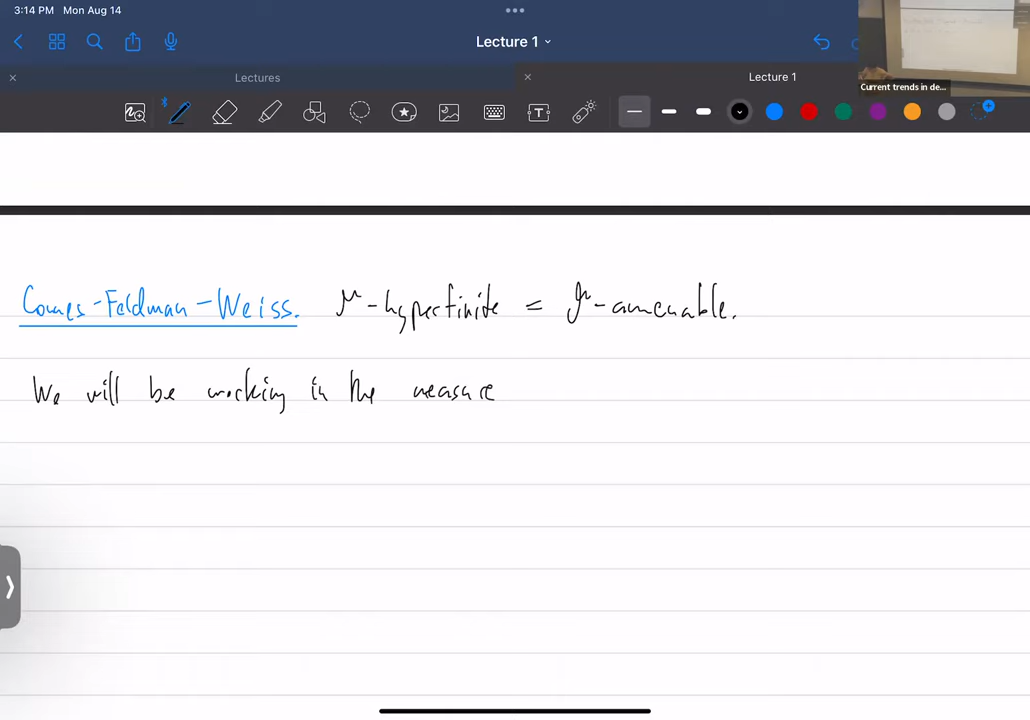 3:14 PM Mon Aug 14
Lecture 1
Lectures
Lecture 1
Current trends in de...
Connes-Feldman-Weiss. μ-hyperfinite = μ-amenable.
We will be working in the measure